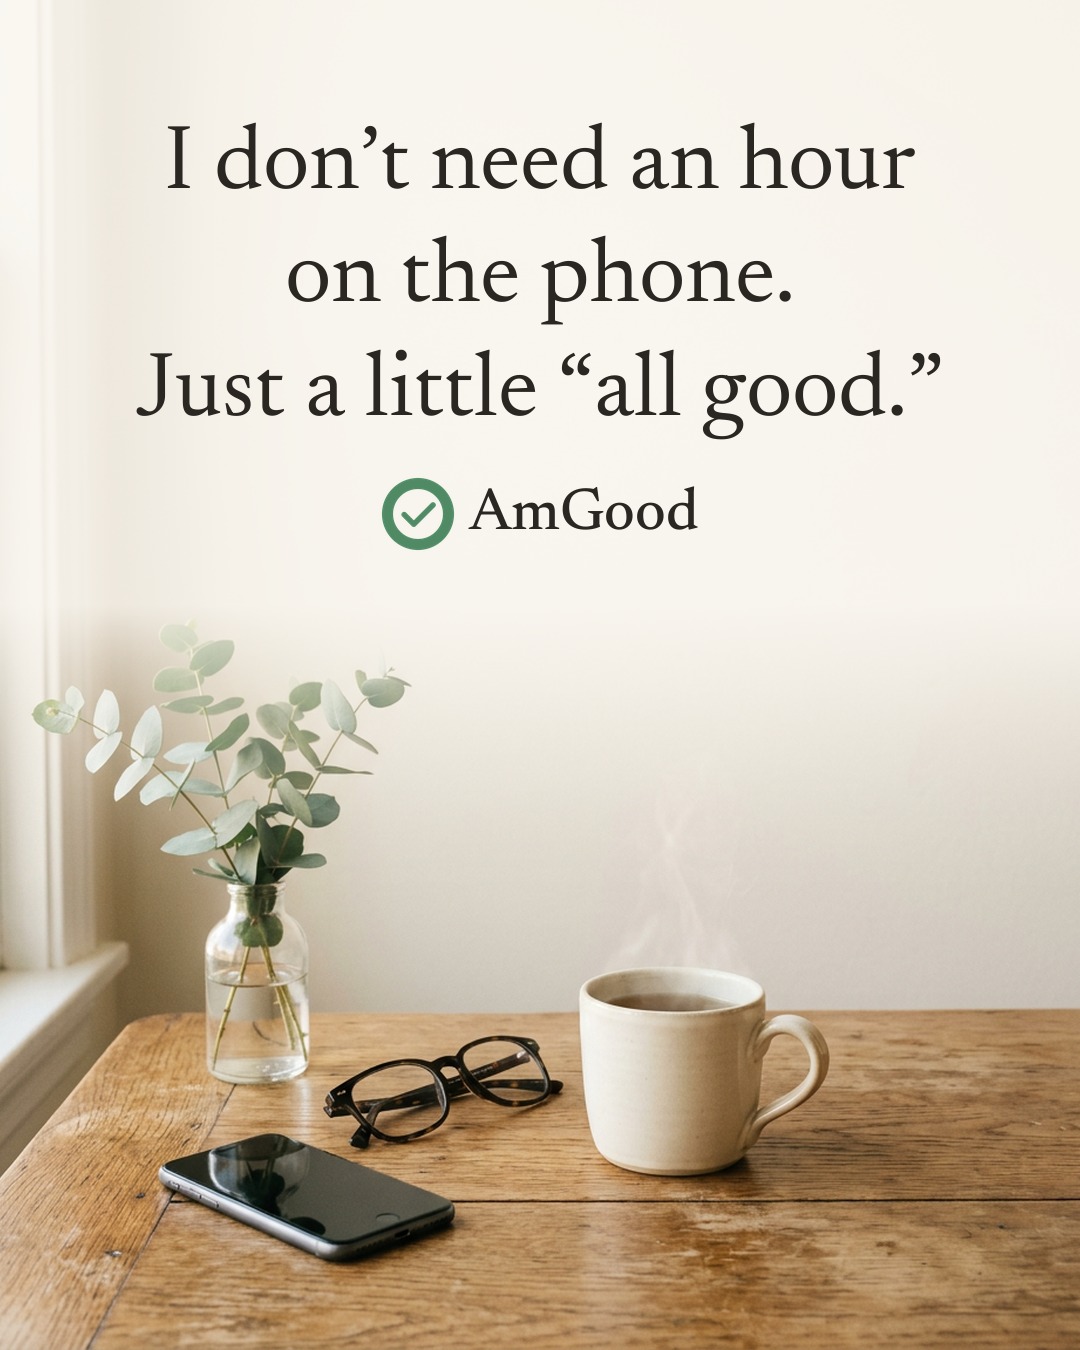 I don’t need an hour
on the phone.
Just a little “all good.”
AmGood